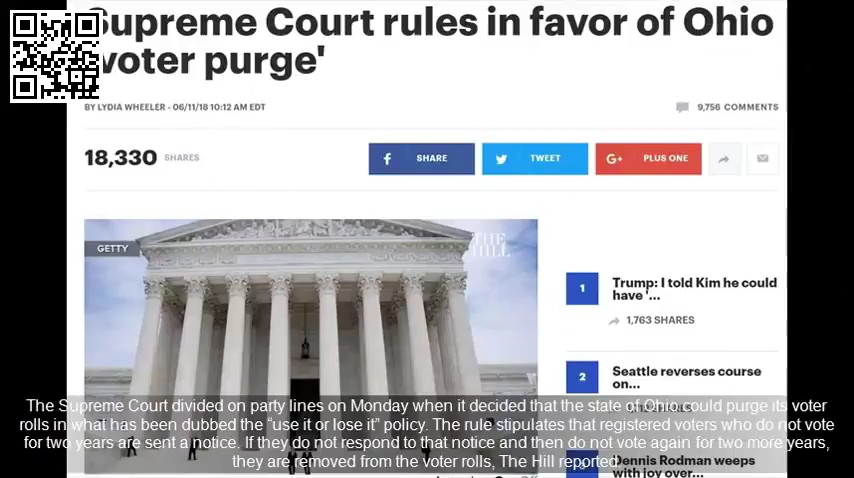 Supreme Court rules in favor of Ohio
voter purge'
BY LYDIA WHEELER - 06/11/18 10:12 AM EDT
9,756 COMMENTS
18,330 SHARES
SHARE
TWEET
G+ PLUS ONE
GETTY
THE HILL
1 Trump: I told Kim he could
have '...
1,763 SHARES
2 Seattle reverses course
on...
SHARES
Dennis Rodman weeps
with joy over...
The Supreme Court divided on party lines on Monday when it decided that the state of Ohio could purge its voter
rolls in what has been dubbed the “use it or lose it” policy. The rule stipulates that registered voters who do not vote
for two years are sent a notice. If they do not respond to that notice and then do not vote again for two more years,
they are removed from the voter rolls, The Hill reported.